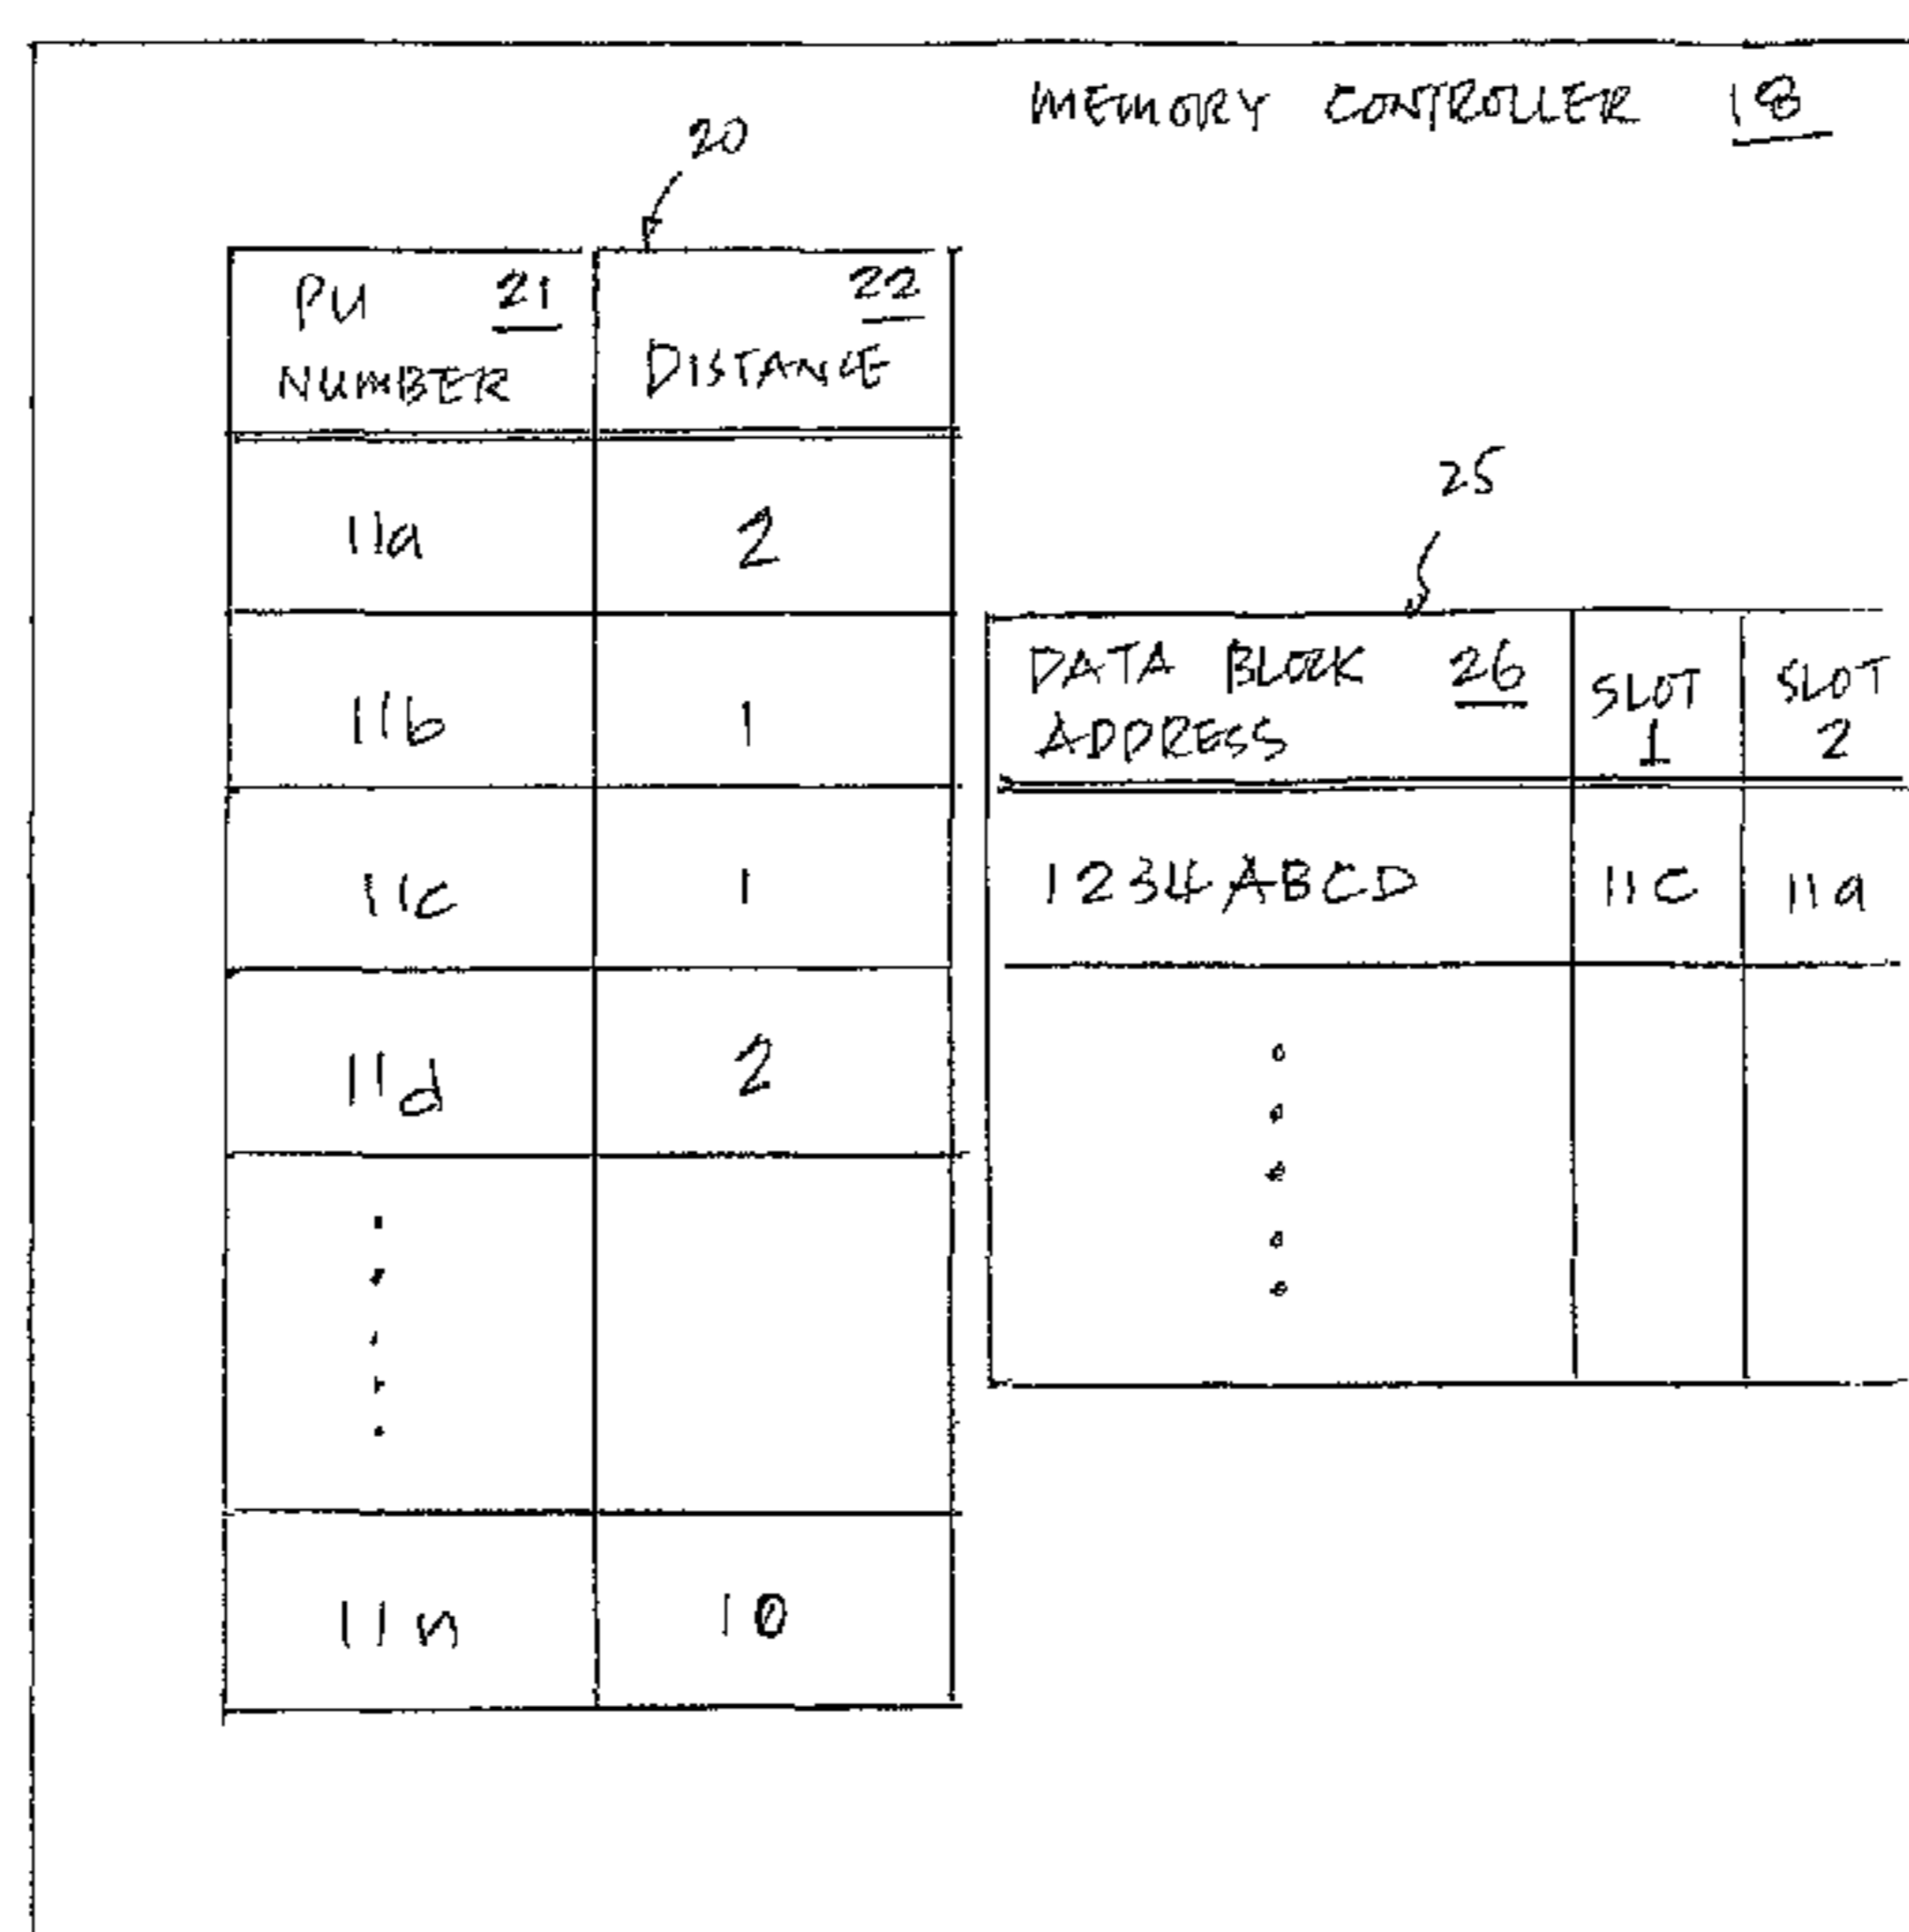 MEMORY CONTROLLER 18
20
PU 21
NUMBER
22
DISTANCE
11a 2
11b 1
11c 1
11d 2
11n 10
25
DATA BLOCK 26
ADDRESS
SLOT
1
SLOT
2
1234ABCD 11c 11a